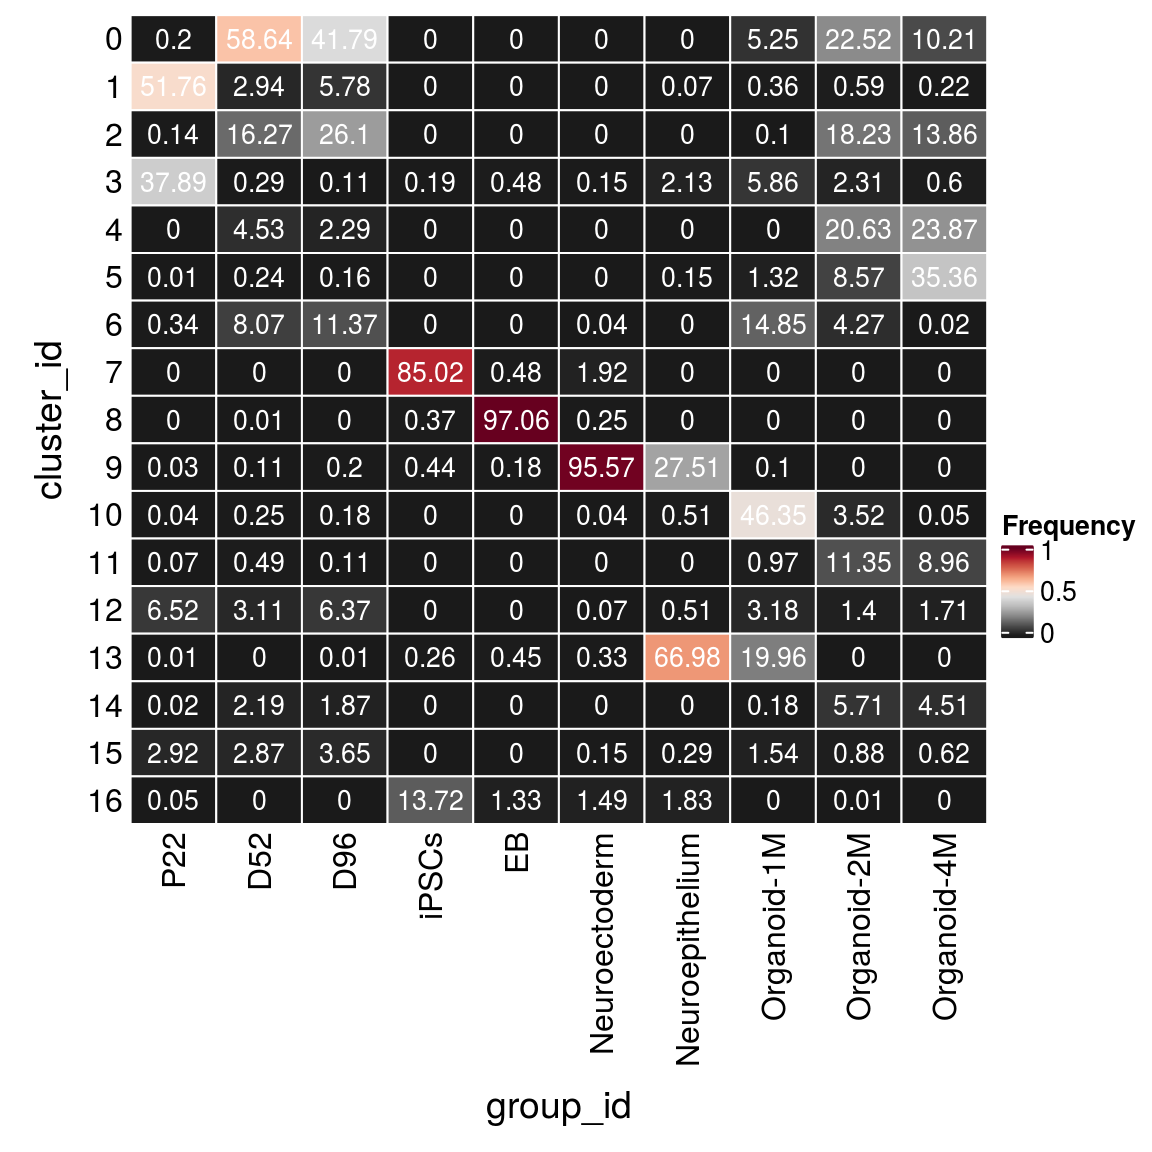 0 0.2 58.64 41.79 0 0 0 0 5.25 22.52 10.21
1 51.76 2.94 5.78 0 0 0 0.07 0.36 0.59 0.22
2 0.14 16.27 26.1 0 0 0 0 0.1 18.23 13.86
3 37.89 0.29 0.11 0.19 0.48 0.15 2.13 5.86 2.31 0.6
4 0 4.53 2.29 0 0 0 0 0 20.63 23.87
5 0.01 0.24 0.16 0 0 0 0.15 1.32 8.57 35.36
6 0.34 8.07 11.37 0 0 0.04 0 14.85 4.27 0.02
7 0 0 0 85.02 0.48 1.92 0 0 0 0
8 0 0.01 0 0.37 97.06 0.25 0 0 0 0
9 0.03 0.11 0.2 0.44 0.18 95.57 27.51 0.1 0 0
10 0.04 0.25 0.18 0 0 0.04 0.51 46.35 3.52 0.05
11 0.07 0.49 0.11 0 0 0 0 0.97 11.35 8.96
12 6.52 3.11 6.37 0 0 0.07 0.51 3.18 1.4 1.71
13 0.01 0 0.01 0.26 0.45 0.33 66.98 19.96 0 0
14 0.02 2.19 1.87 0 0 0 0 0.18 5.71 4.51
15 2.92 2.87 3.65 0 0 0.15 0.29 1.54 0.88 0.62
16 0.05 0 0 13.72 1.33 1.49 1.83 0 0.01 0
P22 D52 D96 iPSCs EB Neuroectoderm Neuroepithelium Organoid-1M Organoid-2M Organoid-4M
group_id
cluster_id
Frequency
1
0.5
0